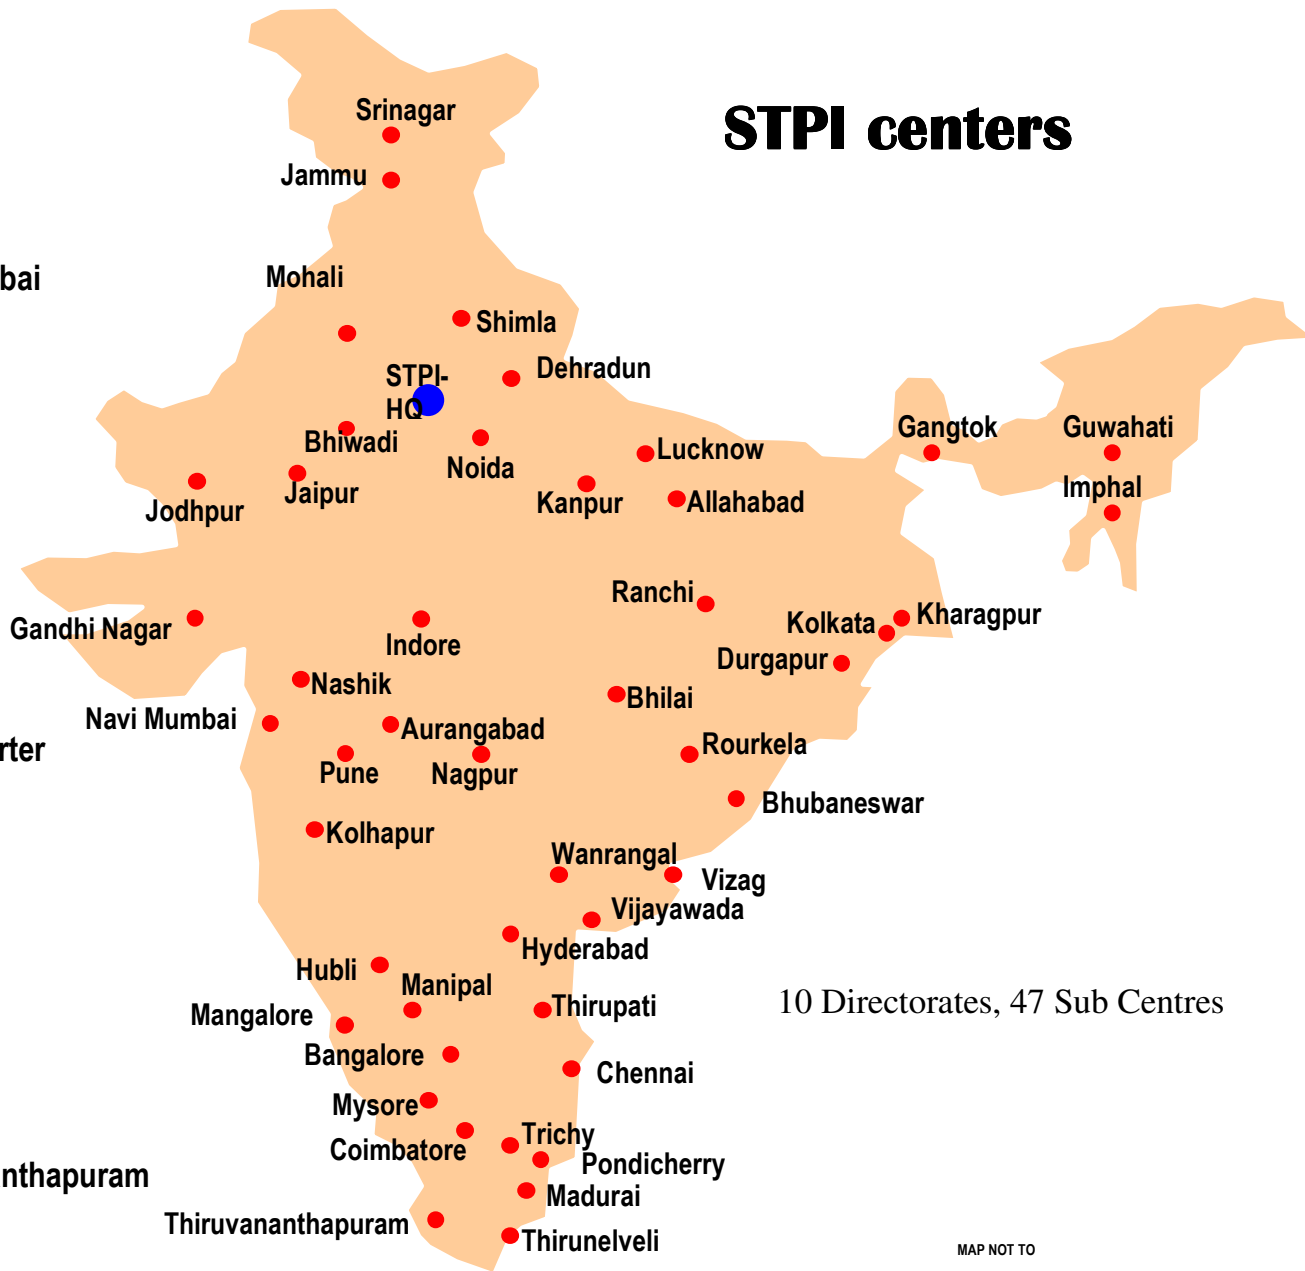 STPI centers
Srinagar
Jammu
bai
Mohali
Shimla
STPI-
HQ
Dehradun
Bhiwadi
Noida
Lucknow
Gangtok
Guwahati
Jaipur
Jodhpur
Kanpur
Allahabad
Imphal
Ranchi
Kolkata
Kharagpur
Gandhi Nagar
Indore
Durgapur
Nashik
Bhilai
Navi Mumbai
Aurangabad
rter
Pune
Nagpur
Rourkela
Bhubaneswar
Kolhapur
Wanrangal
Vizag
Vijayawada
Hyderabad
Hubli
Manipal
Thirupati
10 Directorates, 47 Sub Centres
Mangalore
Bangalore
Chennai
Mysore
Coimbatore
Trichy
Pondicherry
nthapuram
Madurai
Thiruvananthapuram
Thirunelveli
MAP NOT TO